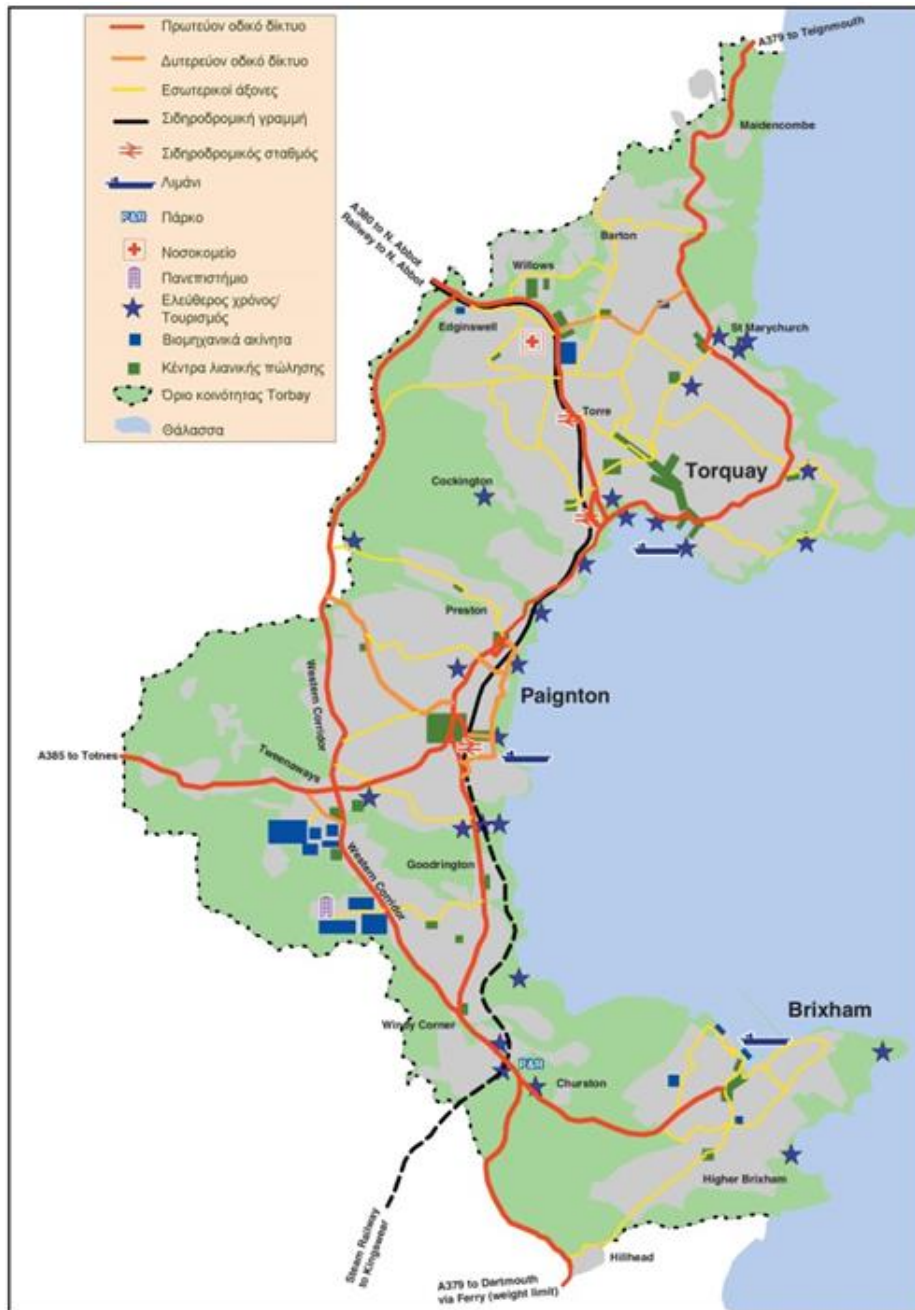 Πρωτεύον οδικό δίκτυο
Δυτερεύον οδικό δίκτυο
Εσωτερικοί άξονες
Σιδηροδρομική γραμμή
Σιδηροδρομικός σταθμός
Λιμάνι
P&R Πάρκο
Νοσοκομείο
Πανεπιστήμιο
Ελεύθερος χρόνος/
Τουρισμός
Βιομηχανικά ακίνητα
Κέντρα λιανικής πώλησης
Όριο κοινότητας Torbay
Θάλασσα
A379 to Teignmouth
Maidencombe
A380 to N. Abbot
Railway to N. Abbot
Barton
Willows
Edginswell
St Marychurch
Torre
Torquay
Cockington
Preston
Western Corridor
Paignton
A385 to Totnes
Tweenaways
Goodrington
Western Corridor
Windy Corner
Brixham
P&R
Churston
Higher Brixham
Steam Railway
to Kingswear
Hillhead
A379 to Dartmouth
via Ferry (weight limit)